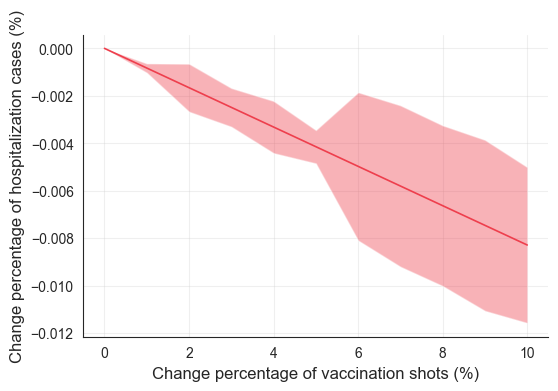 Change percentage of hospitalization cases (%)
0.000
−0.002
−0.004
−0.006
−0.008
−0.010
−0.012
0 2 4 6 8 10
Change percentage of vaccination shots (%)